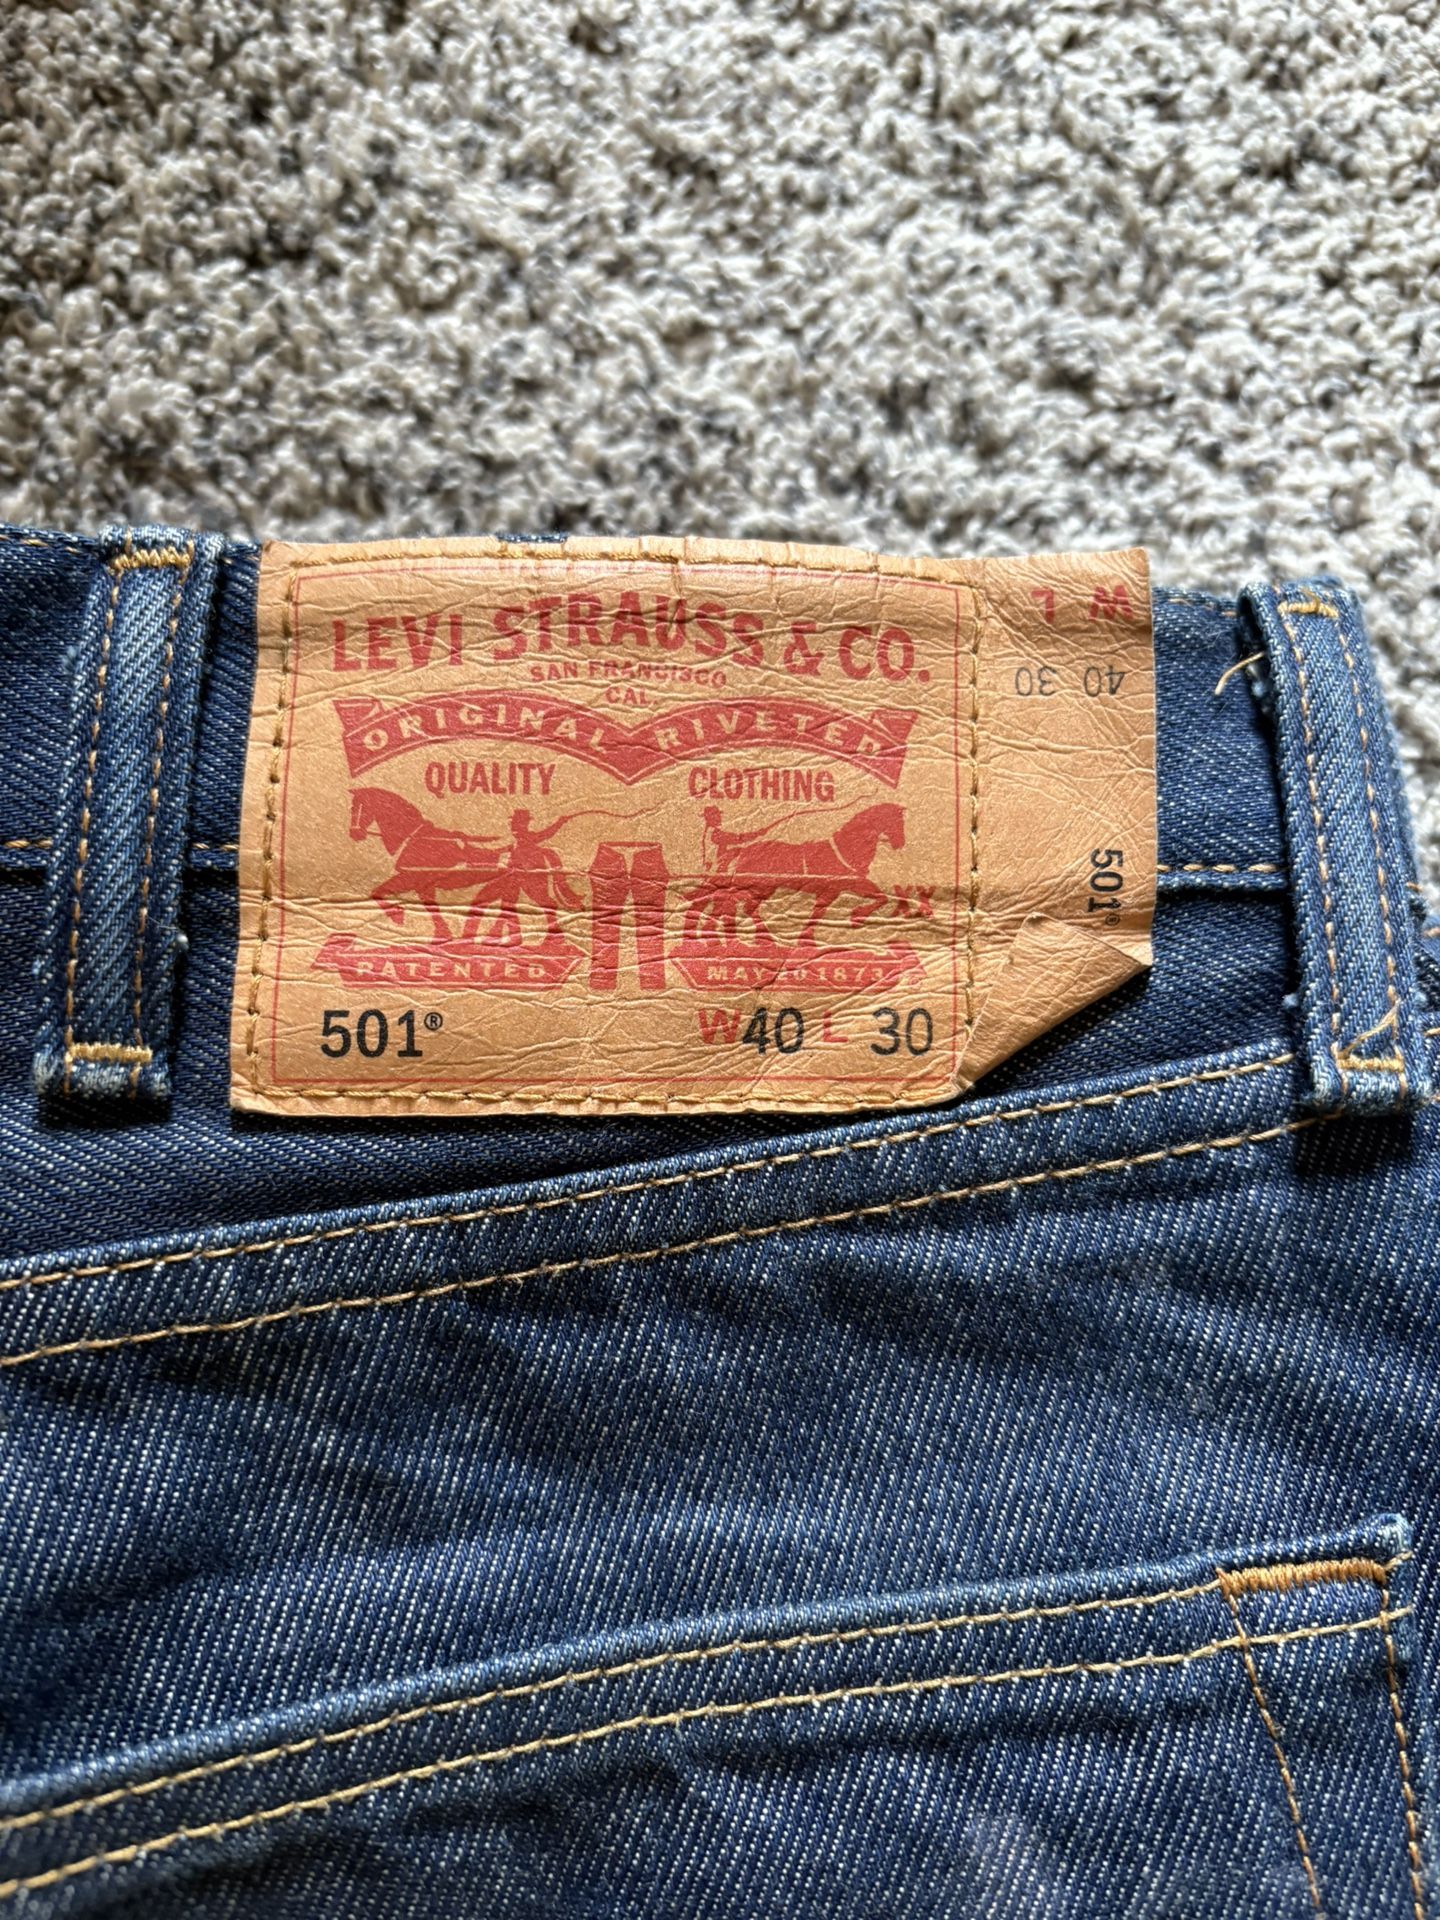 LEVI STRAUSS & CO.
SAN FRANCISCO
CAL.
ORIGINAL RIVETED
QUALITY CLOTHING
XX
PATENTED MAY 20 1873
501® W40 L 30
W L
40 30
501®